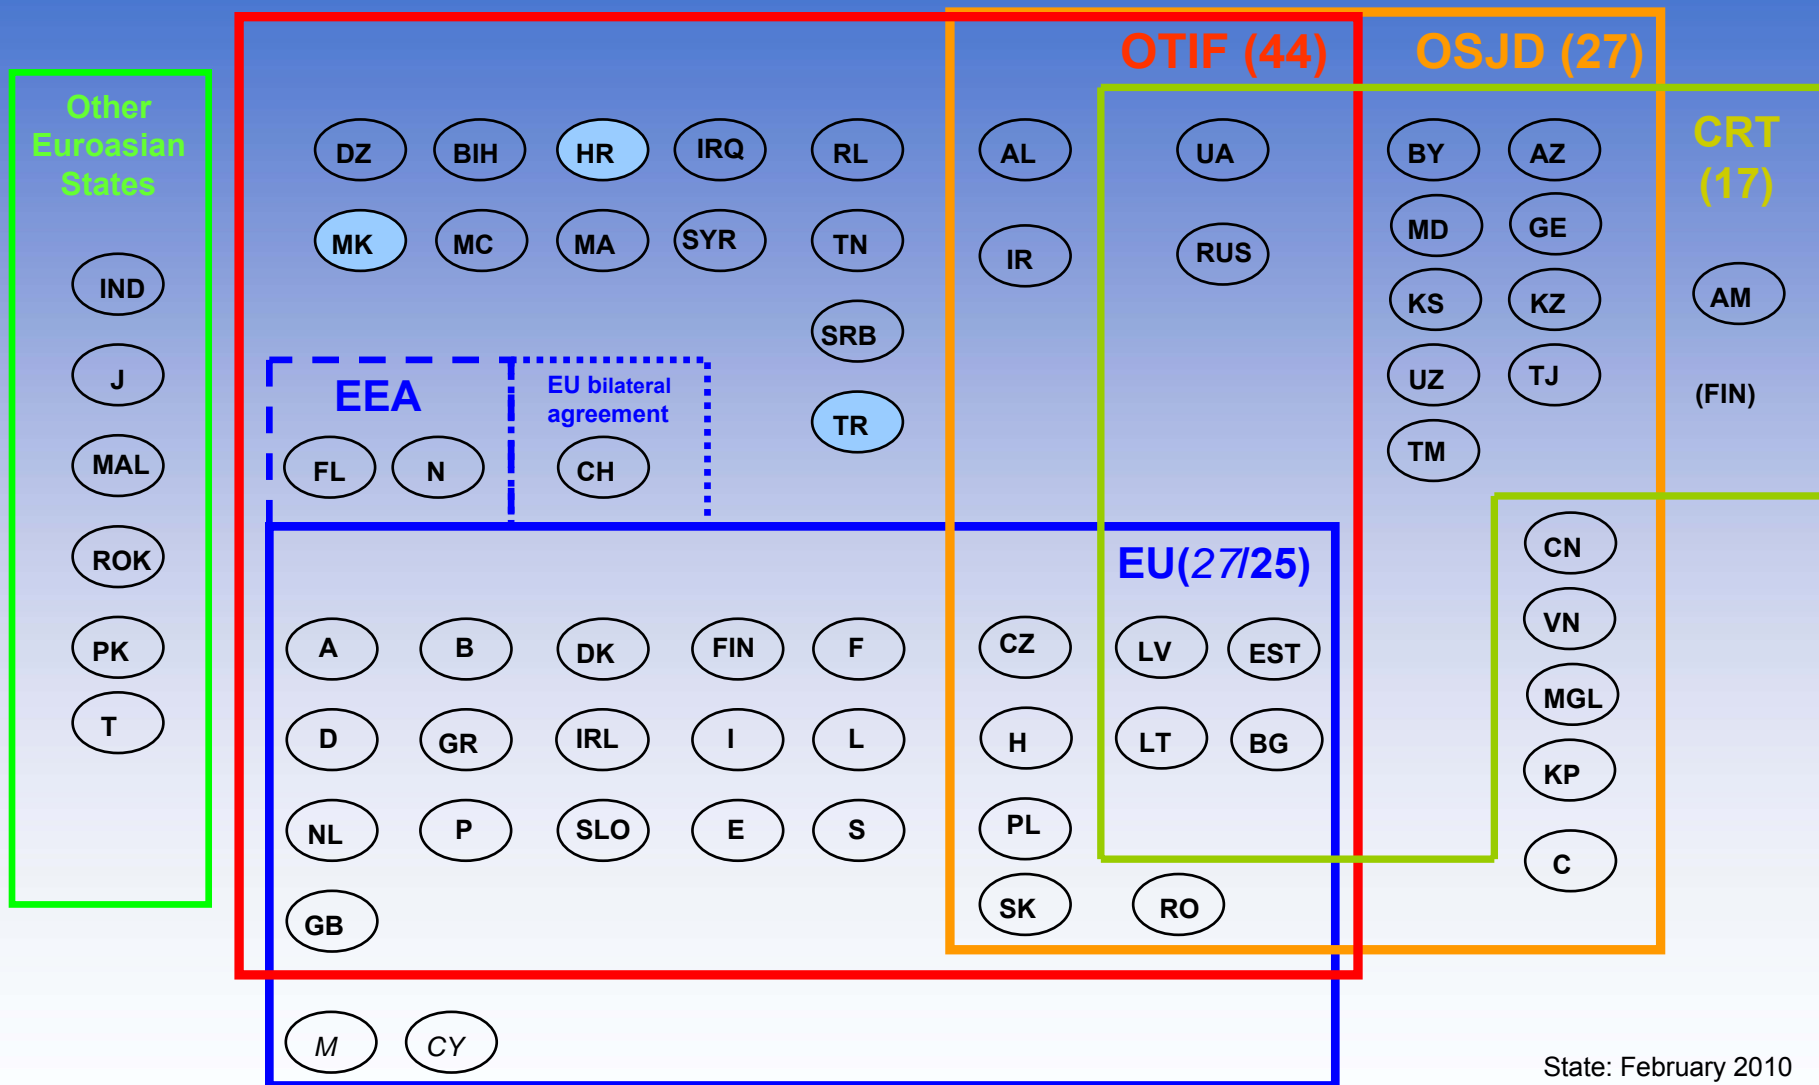 OTIF (44)
OSJD (27)
Other
Euroasian
States
CRT
(17)
DZ
BIH
HR
IRQ
RL
AL
UA
BY
AZ
MK
MC
MA
SYR
TN
IR
RUS
MD
GE
IND
SRB
KS
KZ
AM
J
EEA
EU bilateral
agreement
TR
UZ
TJ
(FIN)
MAL
FL
N
CH
TM
ROK
EU(27/25)
CN
PK
A
B
DK
FIN
F
CZ
LV
EST
VN
T
D
GR
IRL
I
L
H
LT
BG
MGL
KP
NL
P
SLO
E
S
PL
C
GB
SK
RO
M
CY
State: February 2010